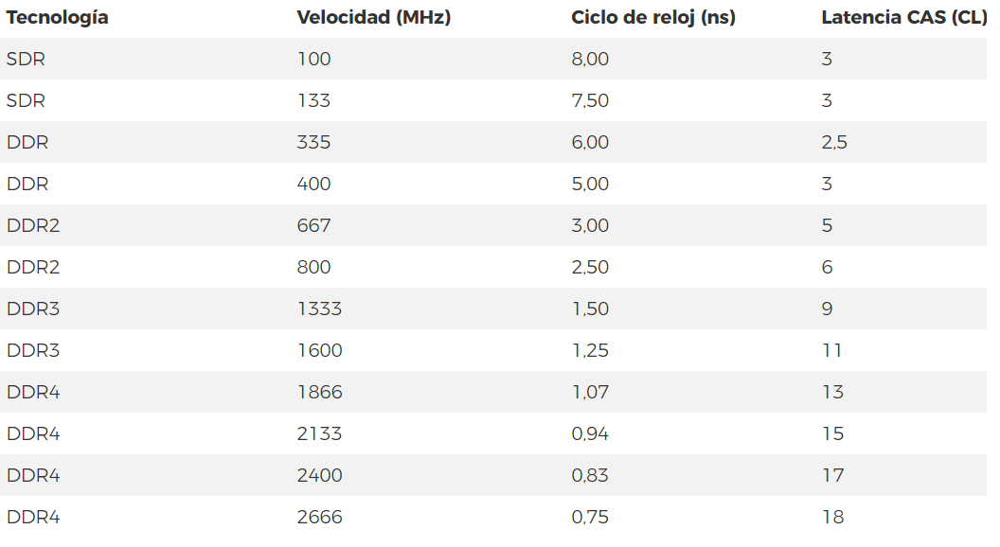 Tecnología Velocidad (MHz) Ciclo de reloj (ns) Latencia CAS (CL)
SDR 100 8,00 3
SDR 133 7,50 3
DDR 335 6,00 2,5
DDR 400 5,00 3
DDR2 667 3,00 5
DDR2 800 2,50 6
DDR3 1333 1,50 9
DDR3 1600 1,25 11
DDR4 1866 1,07 13
DDR4 2133 0,94 15
DDR4 2400 0,83 17
DDR4 2666 0,75 18